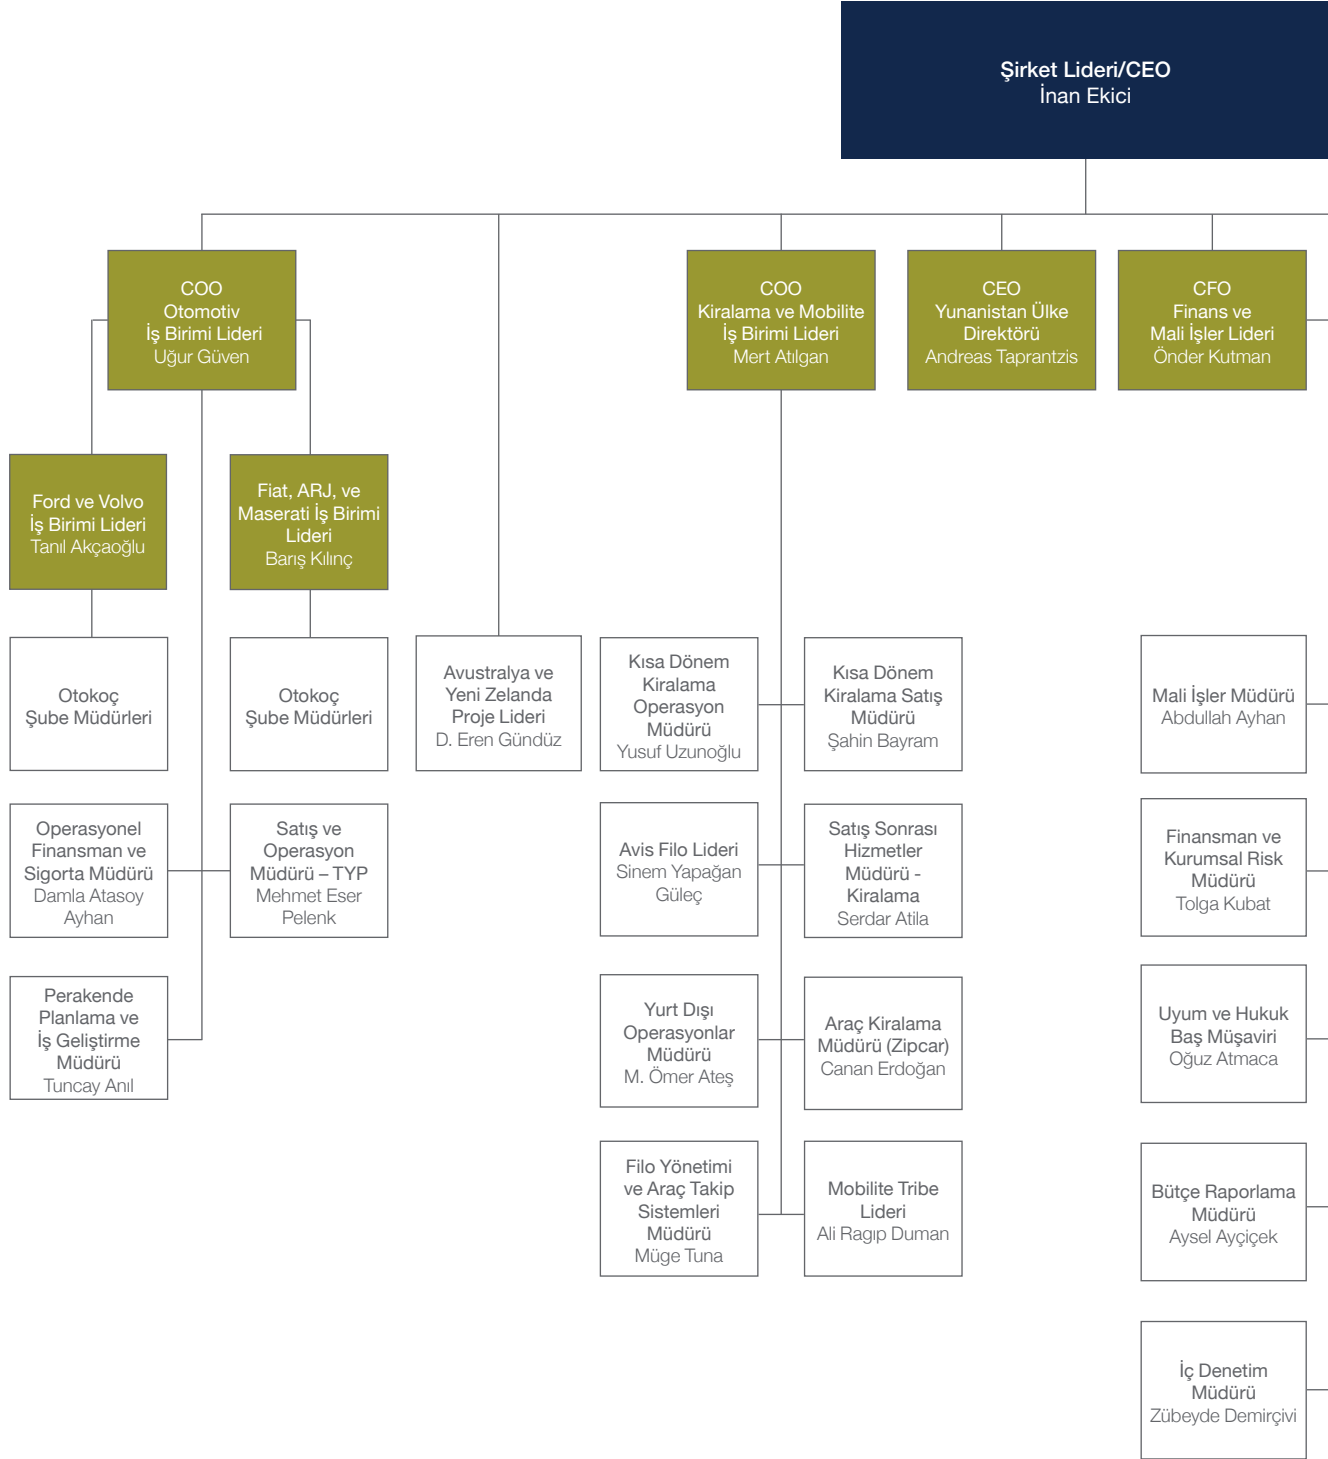 Şirket Lideri/CEO
İnan Ekici
COO
Otomotiv
İş Birimi Lideri
Uğur Güven
COO
Kiralama ve Mobilite
İş Birimi Lideri
Mert Atılgan
CEO
Yunanistan Ülke
Direktörü
Andreas Taprantzis
CFO
Finans ve
Mali İşler Lideri
Önder Kutman
Ford ve Volvo
İş Birimi Lideri
Tanıl Akçaoğlu
Fiat, ARJ, ve
Maserati İş Birimi
Lideri
Barış Kılınç
Otokoç
Şube Müdürleri
Otokoç
Şube Müdürleri
Avustralya ve
Yeni Zelanda
Proje Lideri
D. Eren Gündüz
Kısa Dönem
Kiralama
Operasyon
Müdürü
Yusuf Uzunoğlu
Kısa Dönem
Kiralama Satış
Müdürü
Şahin Bayram
Mali İşler Müdürü
Abdullah Ayhan
Operasyonel
Finansman ve
Sigorta Müdürü
Damla Atasoy
Ayhan
Satış ve
Operasyon
Müdürü – TYP
Mehmet Eser
Pelenk
Avis Filo Lideri
Sinem Yapağan
Güleç
Satış Sonrası
Hizmetler
Müdürü -
Kiralama
Serdar Atila
Finansman ve
Kurumsal Risk
Müdürü
Tolga Kubat
Perakende
Planlama ve
İş Geliştirme
Müdürü
Tuncay Anıl
Yurt Dışı
Operasyonlar
Müdürü
M. Ömer Ateş
Araç Kiralama
Müdürü (Zipcar)
Canan Erdoğan
Uyum ve Hukuk
Baş Müşaviri
Oğuz Atmaca
Filo Yönetimi
ve Araç Takip
Sistemleri
Müdürü
Müge Tuna
Mobilite Tribe
Lideri
Ali Ragıp Duman
Bütçe Raporlama
Müdürü
Aysel Ayçiçek
İç Denetim
Müdürü
Zübeyde Demirçivi